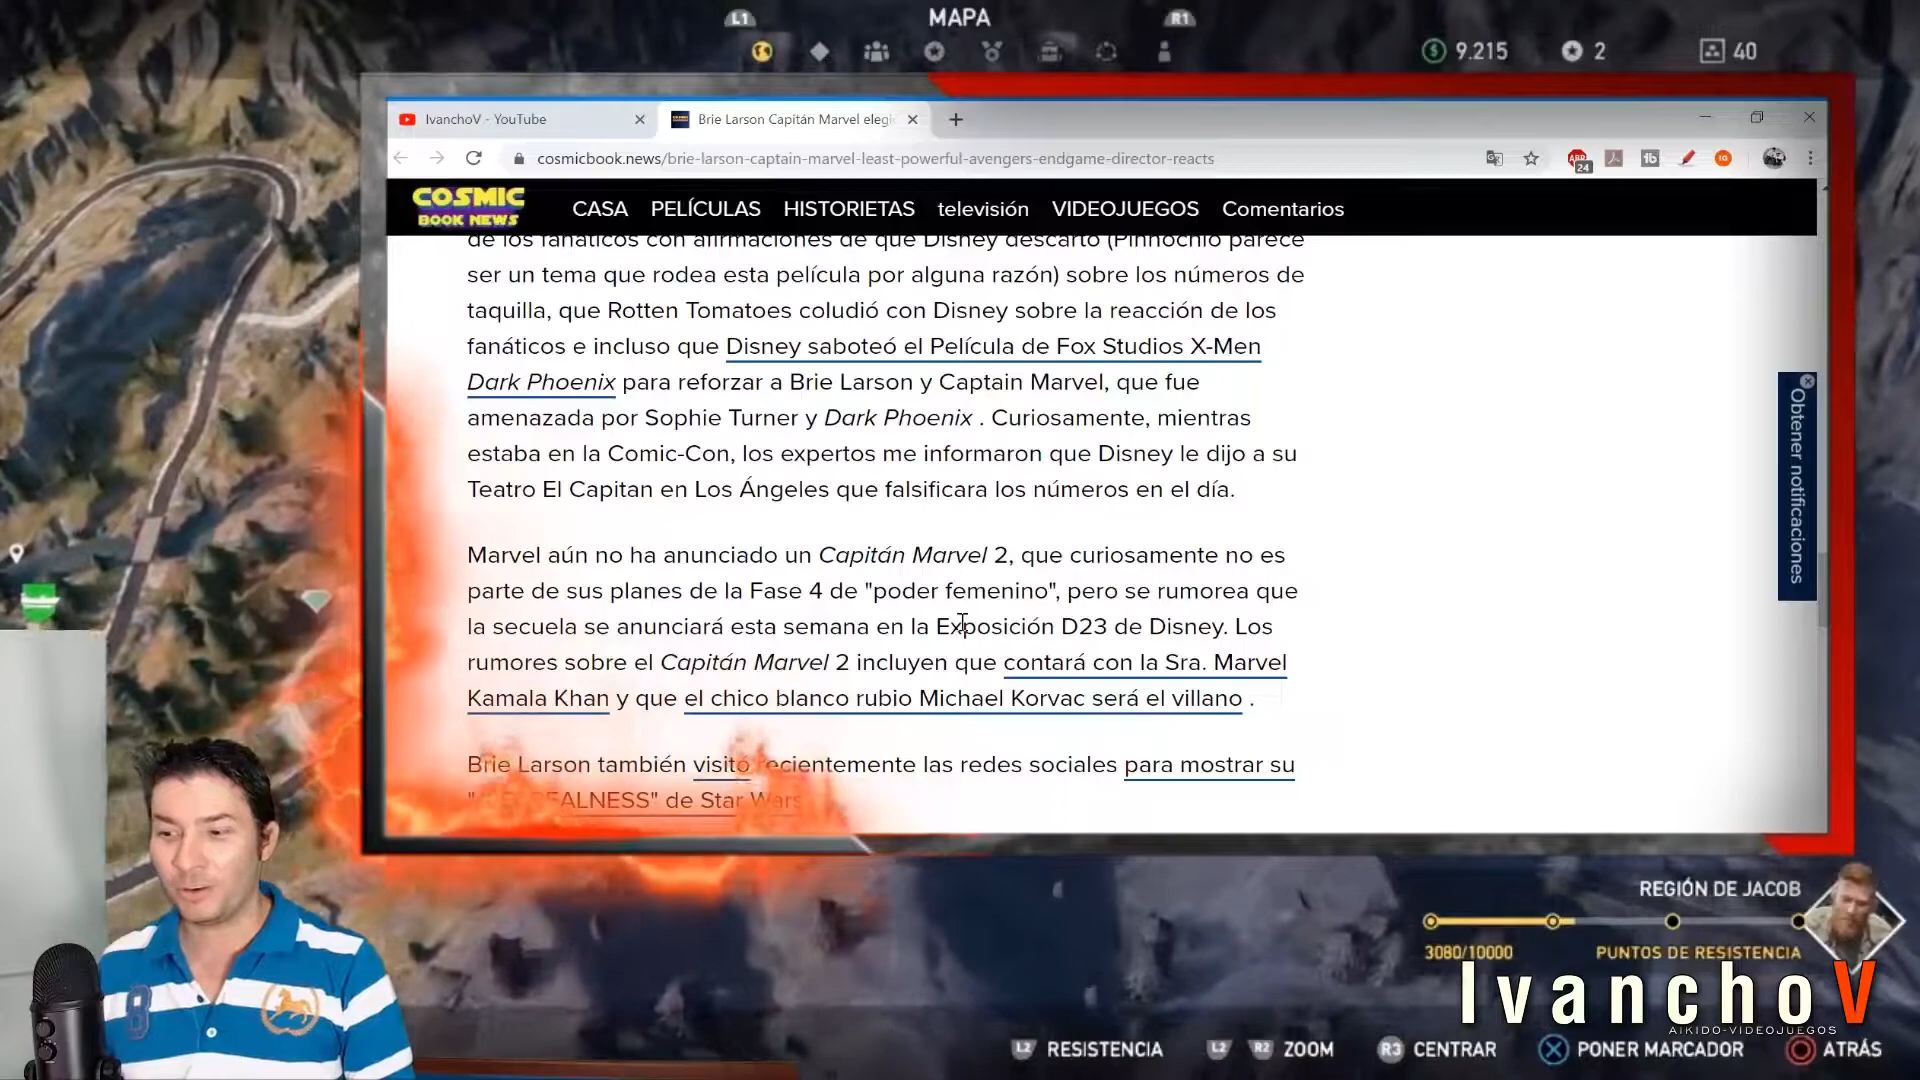 L1 MAPA R1
$ 9.215 2 40
IvanchoV - YouTube
Brie Larson Capitán Marvel elegi
cosmicbook.news/brie-larson-captain-marvel-least-powerful-avengers-endgame-director-reacts
ABP 24
COSMIC
BOOK NEWS
CASA PELÍCULAS HISTORIETAS televisión VIDEOJUEGOS Comentarios
de los fanáticos con afirmaciones de que Disney descartó (Pinnochio parece
ser un tema que rodea esta película por alguna razón) sobre los números de
taquilla, que Rotten Tomatoes coludió con Disney sobre la reacción de los
fanáticos e incluso que Disney saboteó el Película de Fox Studios X-Men
Dark Phoenix para reforzar a Brie Larson y Captain Marvel, que fue
amenazada por Sophie Turner y Dark Phoenix . Curiosamente, mientras
estaba en la Comic-Con, los expertos me informaron que Disney le dijo a su
Teatro El Capitan en Los Ángeles que falsificara los números en el día.
Marvel aún no ha anunciado un Capitán Marvel 2, que curiosamente no es
parte de sus planes de la Fase 4 de "poder femenino", pero se rumorea que
la secuela se anunciará esta semana en la Exposición D23 de Disney. Los
rumores sobre el Capitán Marvel 2 incluyen que contará con la Sra. Marvel
Kamala Khan y que el chico blanco rubio Michael Korvac será el villano .
Brie Larson también visitó recientemente las redes sociales para mostrar su
de Star Wars
Obtener notificaciones
REGIÓN DE JACOB
3080/10000 PUNTOS DE RESISTENCIA
IvanchoV
AIKIDO-VIDEOJUEGOS
L2 RESISTENCIA L2 R2 ZOOM R3 CENTRAR PONER MARCADOR ATRÁS